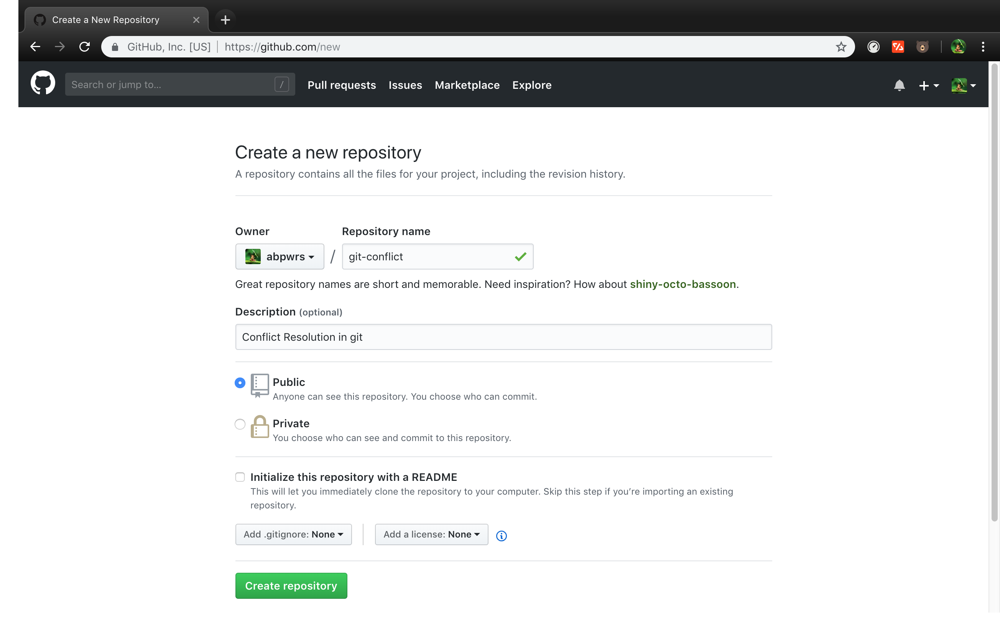 Create a New Repository
GitHub, Inc. [US] https://github.com/new
Search or jump to... / Pull requests Issues Marketplace Explore
Create a new repository
A repository contains all the files for your project, including the revision history.
Owner Repository name
abpwrs / git-conflict
Great repository names are short and memorable. Need inspiration? How about shiny-octo-bassoon.
Description (optional)
Conflict Resolution in git
Public
Anyone can see this repository. You choose who can commit.
Private
You choose who can see and commit to this repository.
Initialize this repository with a README
This will let you immediately clone the repository to your computer. Skip this step if you’re importing an existing
repository.
Add .gitignore: None Add a license: None
Create repository